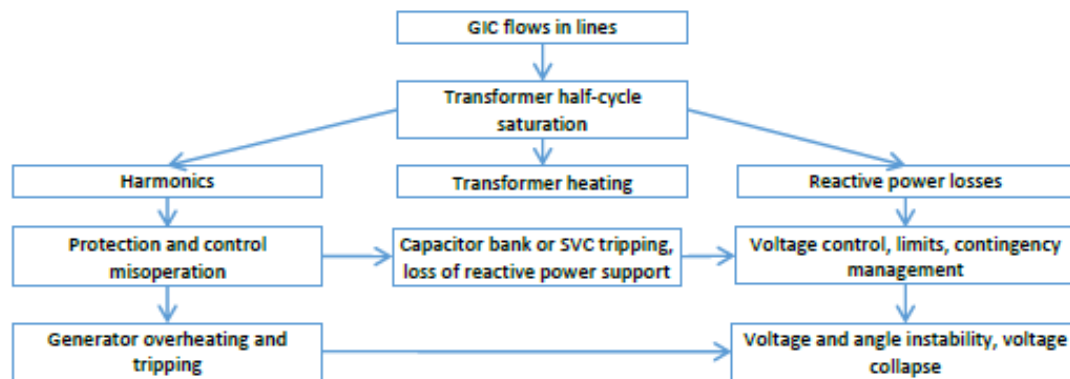 GIC flows in lines
Transformer half-cycle
saturation
Harmonics
Transformer heating
Reactive power losses
Protection and control
misoperation
Capacitor bank or SVC tripping,
loss of reactive power support
Voltage control, limits, contingency
management
Generator overheating and
tripping
Voltage and angle instability, voltage
collapse